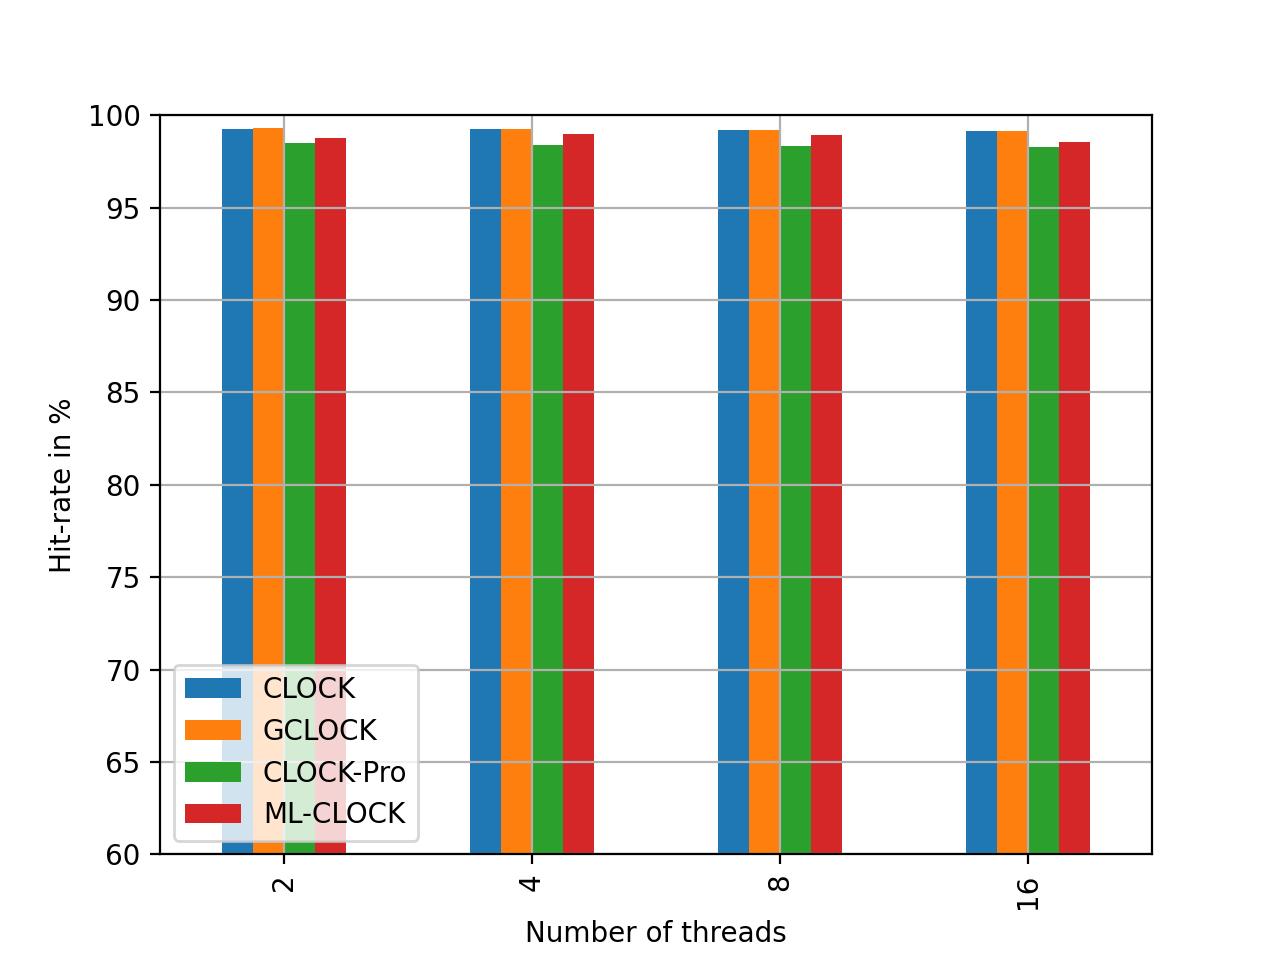 100
95
90
85
80
75
70
65
60
Hit-rate in %
CLOCK
GCLOCK
CLOCK-Pro
ML-CLOCK
2
4
8
16
Number of threads